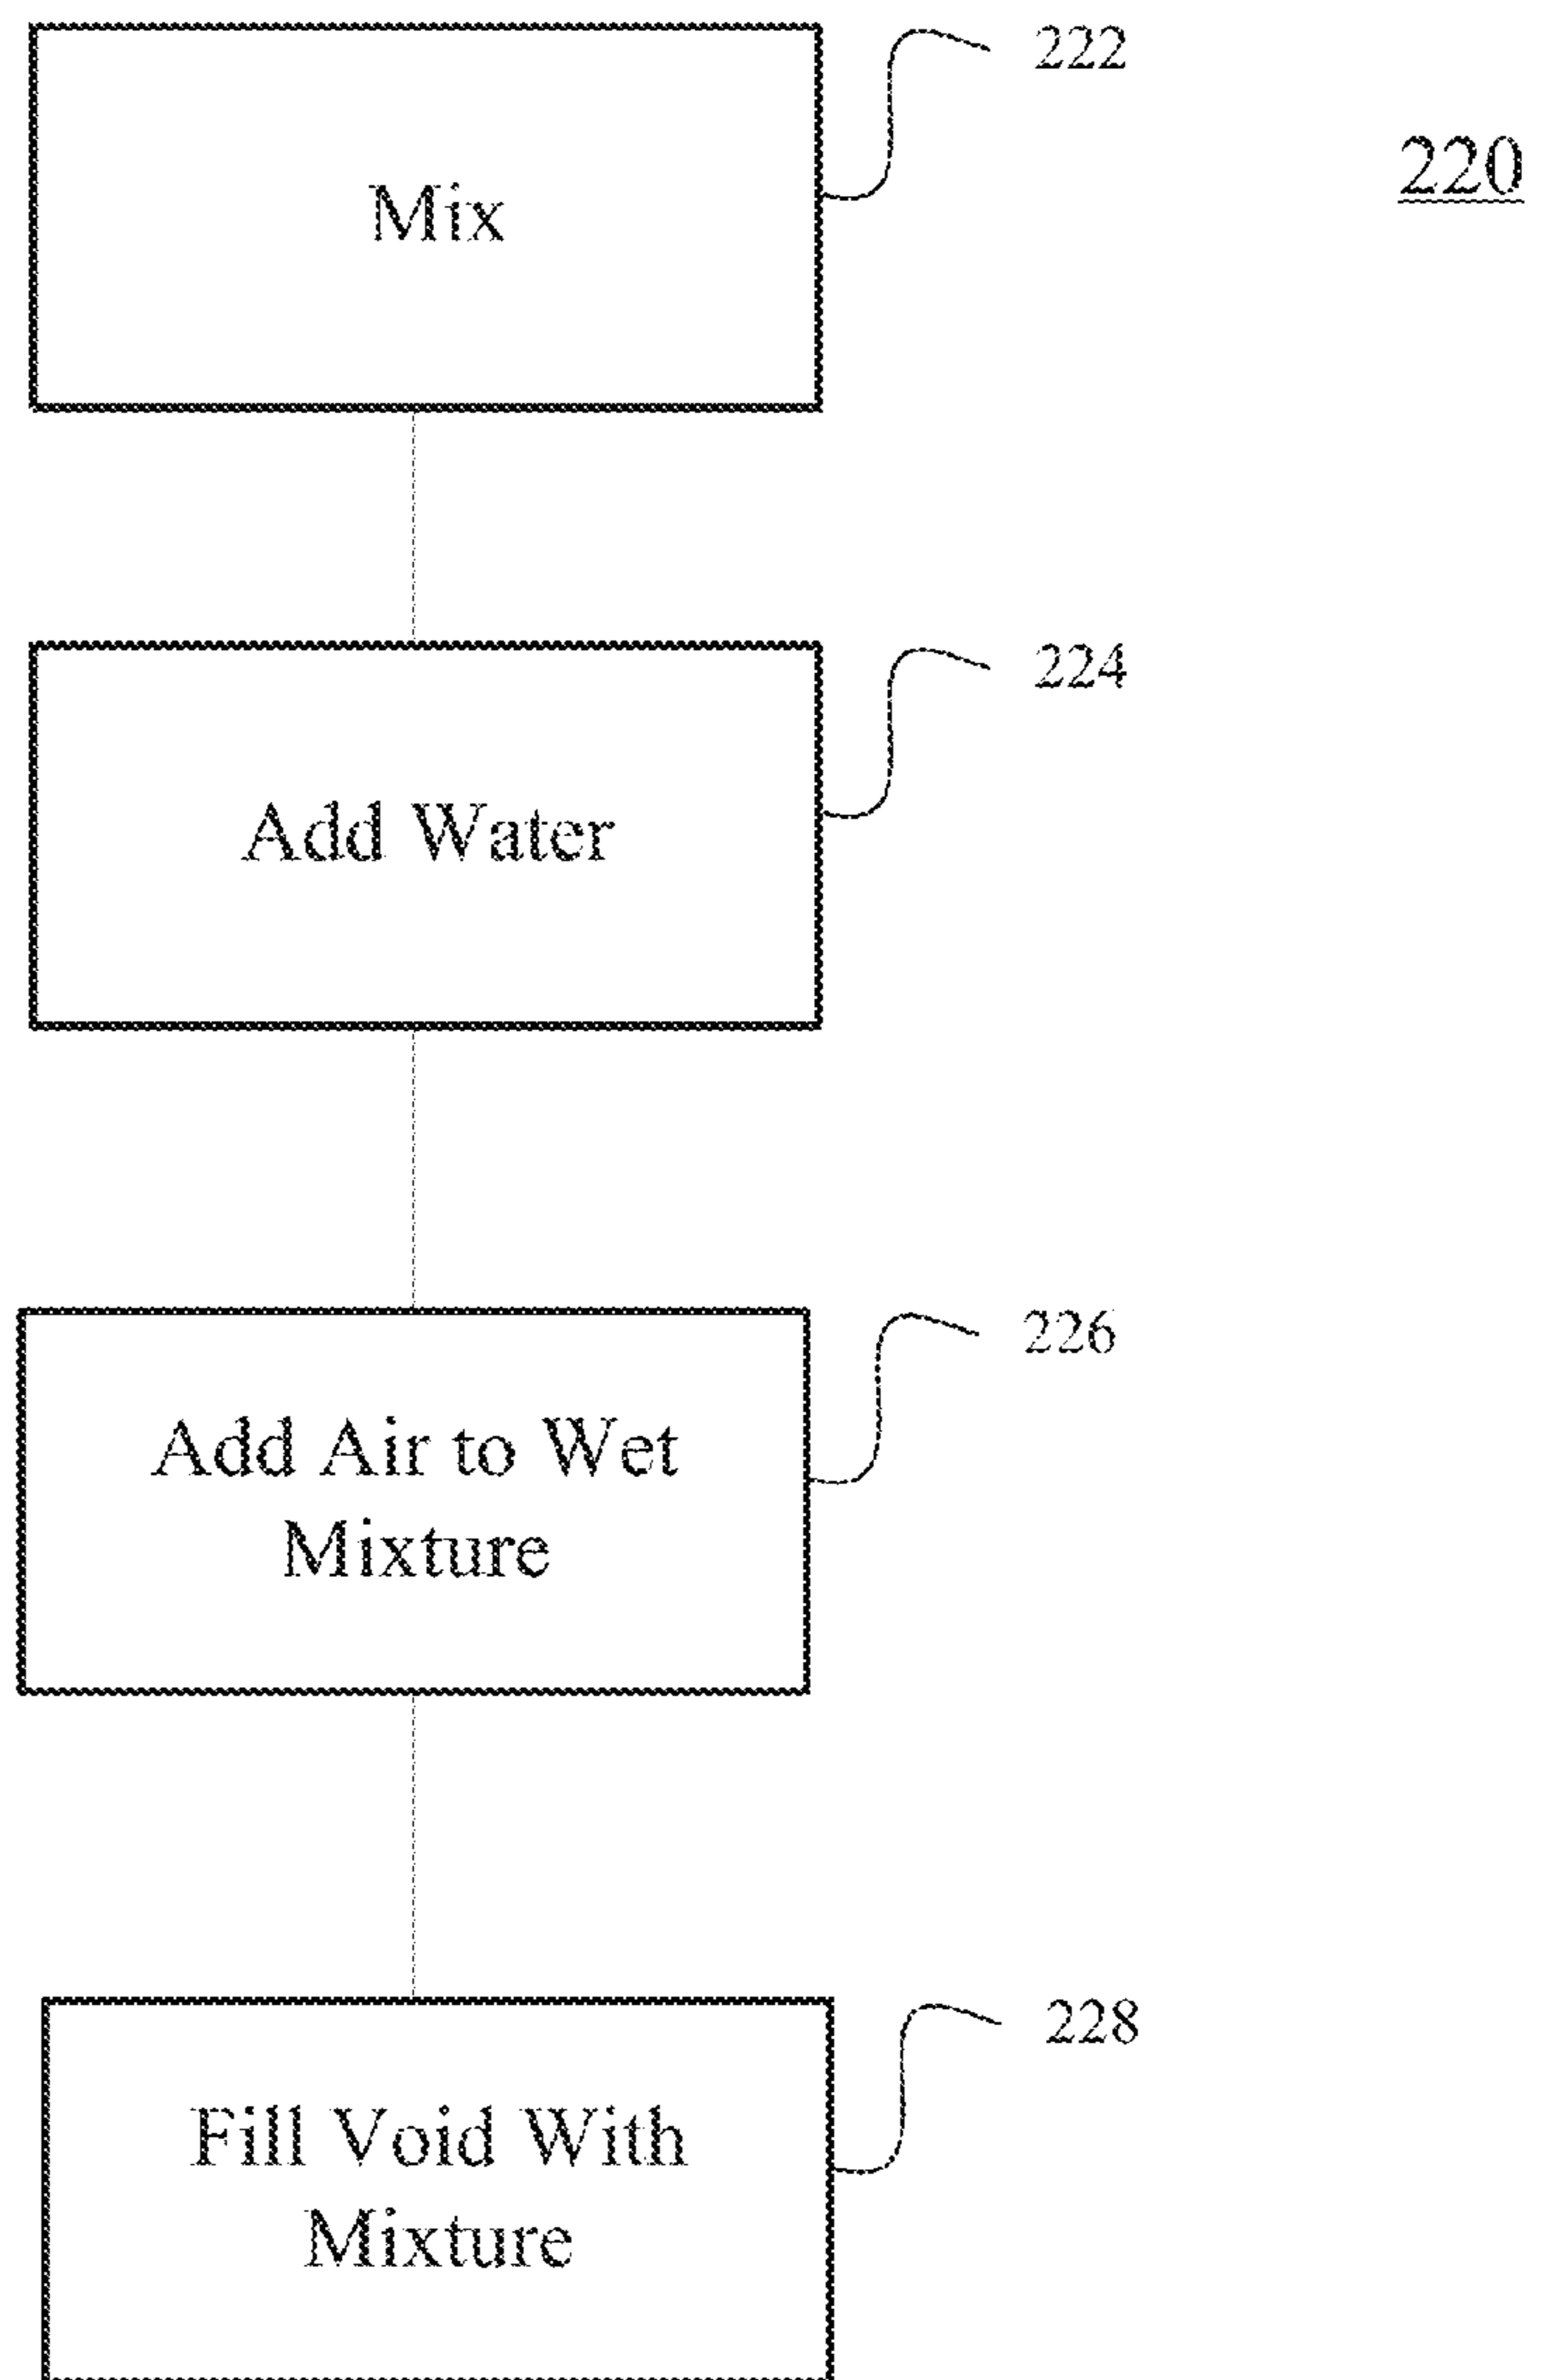 222
220
Mix
224
Add Water
226
Add Air to Wet
Mixture
228
Fill Void With
Mixture